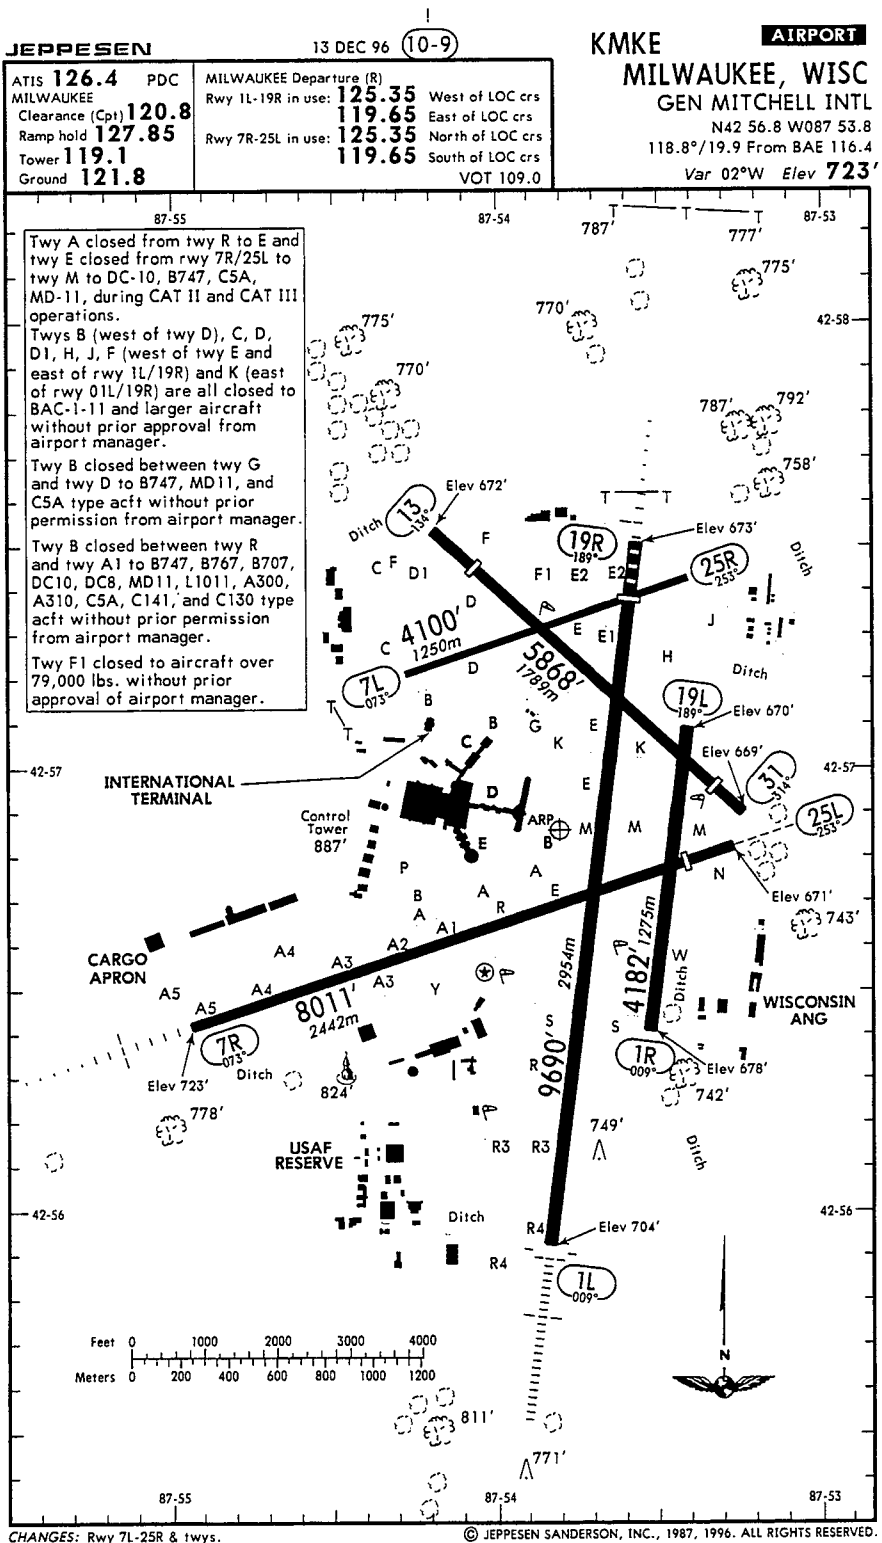 JEPPESEN
13 DEC 96
10-9
KMKE
AIRPORT
MILWAUKEE, WISC
GEN MITCHELL INTL
N42 56.8 W087 53.8
118.8°/19.9 From BAE 116.4
Var 02°W Elev 723'
ATIS 126.4 PDC
MILWAUKEE
Clearance (Cpt) 120.8
Ramp hold 127.85
Tower 119.1
Ground 121.8
MILWAUKEE Departure (R)
Rwy 1L-19R in use: 125.35 West of LOC crs
119.65 East of LOC crs
Rwy 7R-25L in use: 125.35 North of LOC crs
119.65 South of LOC crs
VOT 109.0
87-55
87-54
87-53
T T T
787'
777'
Twy A closed from twy R to E and
twy E closed from rwy 7R/25L to
twy M to DC-10, B747, C5A,
MD-11, during CAT II and CAT III
operations.
Twys B (west of twy D), C, D,
D1, H, J, F (west of twy E and
east of rwy 1L/19R) and K (east
of rwy 01L/19R) are all closed to
BAC-1-11 and larger aircraft
without prior approval from
airport manager.
Twy B closed between twy G
and twy D to B747, MD11, and
C5A type acft without prior
permission from airport manager.
Twy B closed between twy R
and twy A1 to B747, B767, B707,
DC10, DC8, MD11, L1011, A300,
A310, C5A, C141, and C130 type
acft without prior permission
from airport manager.
Twy F1 closed to aircraft over
79,000 lbs. without prior
approval of airport manager.
775'
770'
42-58
775'
770'
787'
792'
758'
Elev 672'
T T
Ditch
13
134°
F
19R
189°
Elev 673'
25R
253°
Ditch
C F D1
F1 E2 E2
D
4100'
1250m
E E1
J
C
5868'
1789m
H
Ditch
D
7L
073°
19L
189°
Elev 670'
T
T
B
B
G E
C
K
K
Elev 669'
42-57
42-57
31
314°
INTERNATIONAL
TERMINAL
E
D
25L
253°
Control
Tower
887'
ARP
M M M
E
B
P
A
N
B
A
E
Elev 671'
A
R
A1
743'
CARGO
APRON
A4
A2
A3
2954m
4182'
1275m
W
Ditch
A5
A4
A3
Y
A5
8011'
2442m
WISCONSIN
ANG
7R
073°
S
S
9690'
1R
009°
R
Elev 723'
Ditch
824'
Elev 678'
742'
778'
749'
USAF
RESERVE
R3 R3
Ditch
42-56
42-56
Ditch
R4
Elev 704'
R4
1L
009°
Feet 0 1000 2000 3000 4000
Meters 0 200 400 600 800 1000 1200
N
811'
771'
87-55
87-54
87-53
CHANGES: Rwy 7L-25R & twys.
© JEPPESEN SANDERSON, INC., 1987, 1996. ALL RIGHTS RESERVED.